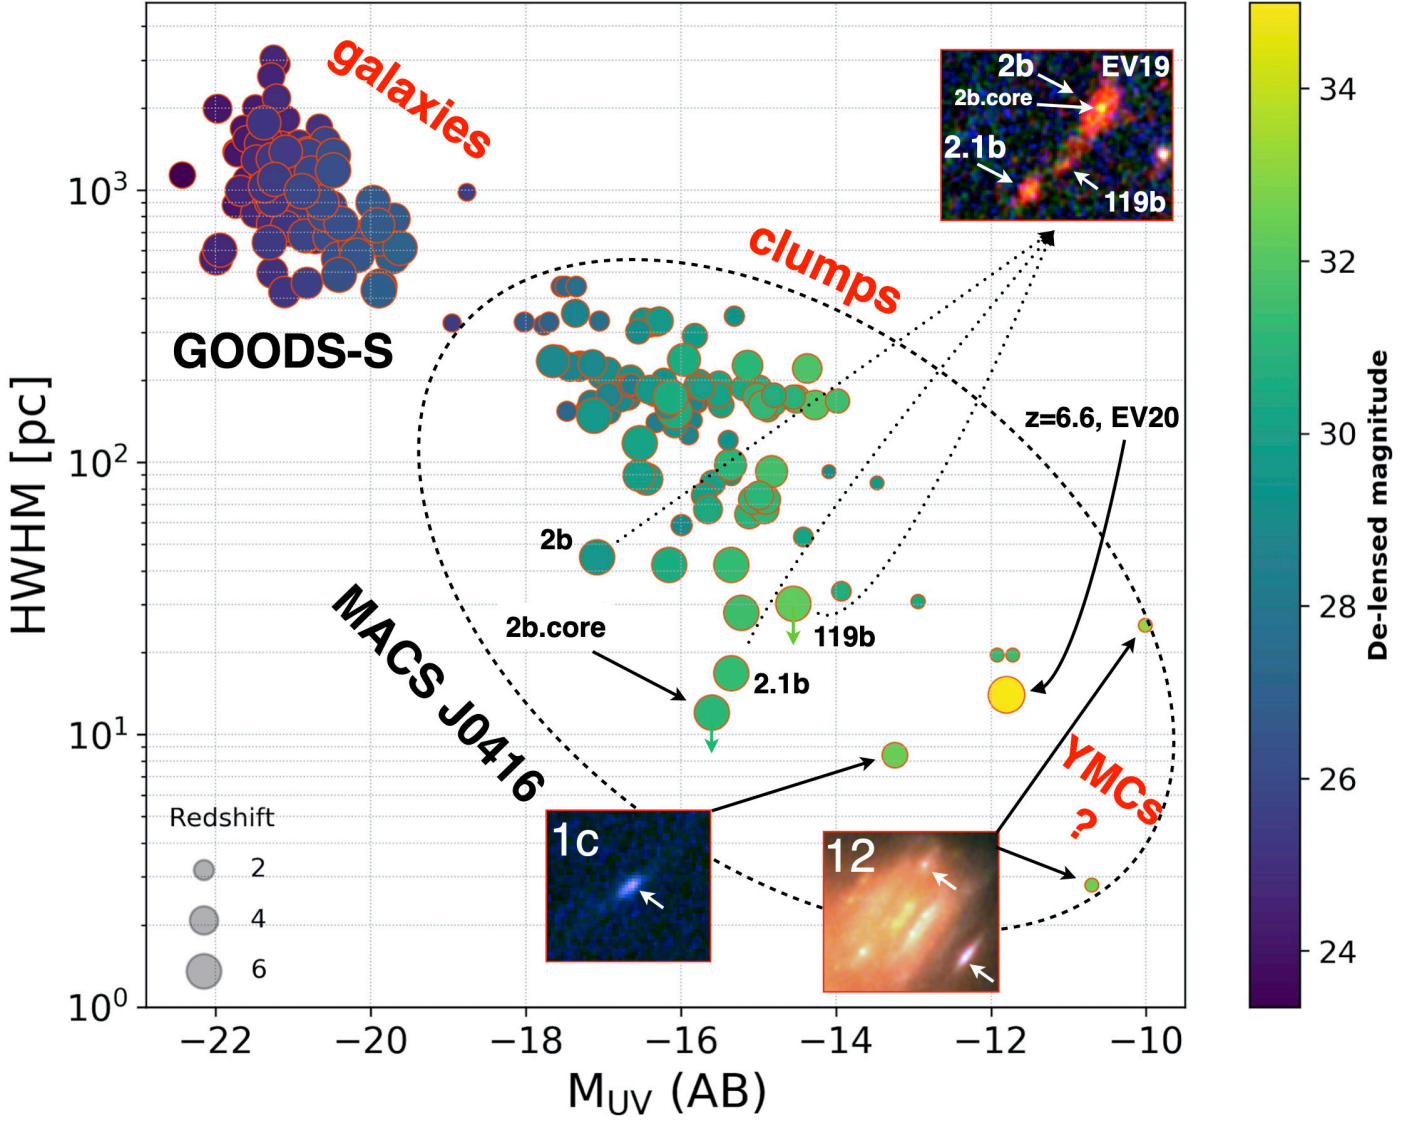 galaxies
GOODS-S
clumps
2b
EV19
2b.core
2.1b
119b
z=6.6, EV20
2b
2b.core
119b
2.1b
MACS J0416
YMCs
?
1c
12
Redshift
2
4
6
10³
10²
10¹
10⁰
HWHM [pc]
−22 −20 −18 −16 −14 −12 −10
M_UV (AB)
34
32
30
28
26
24
De-lensed magnitude